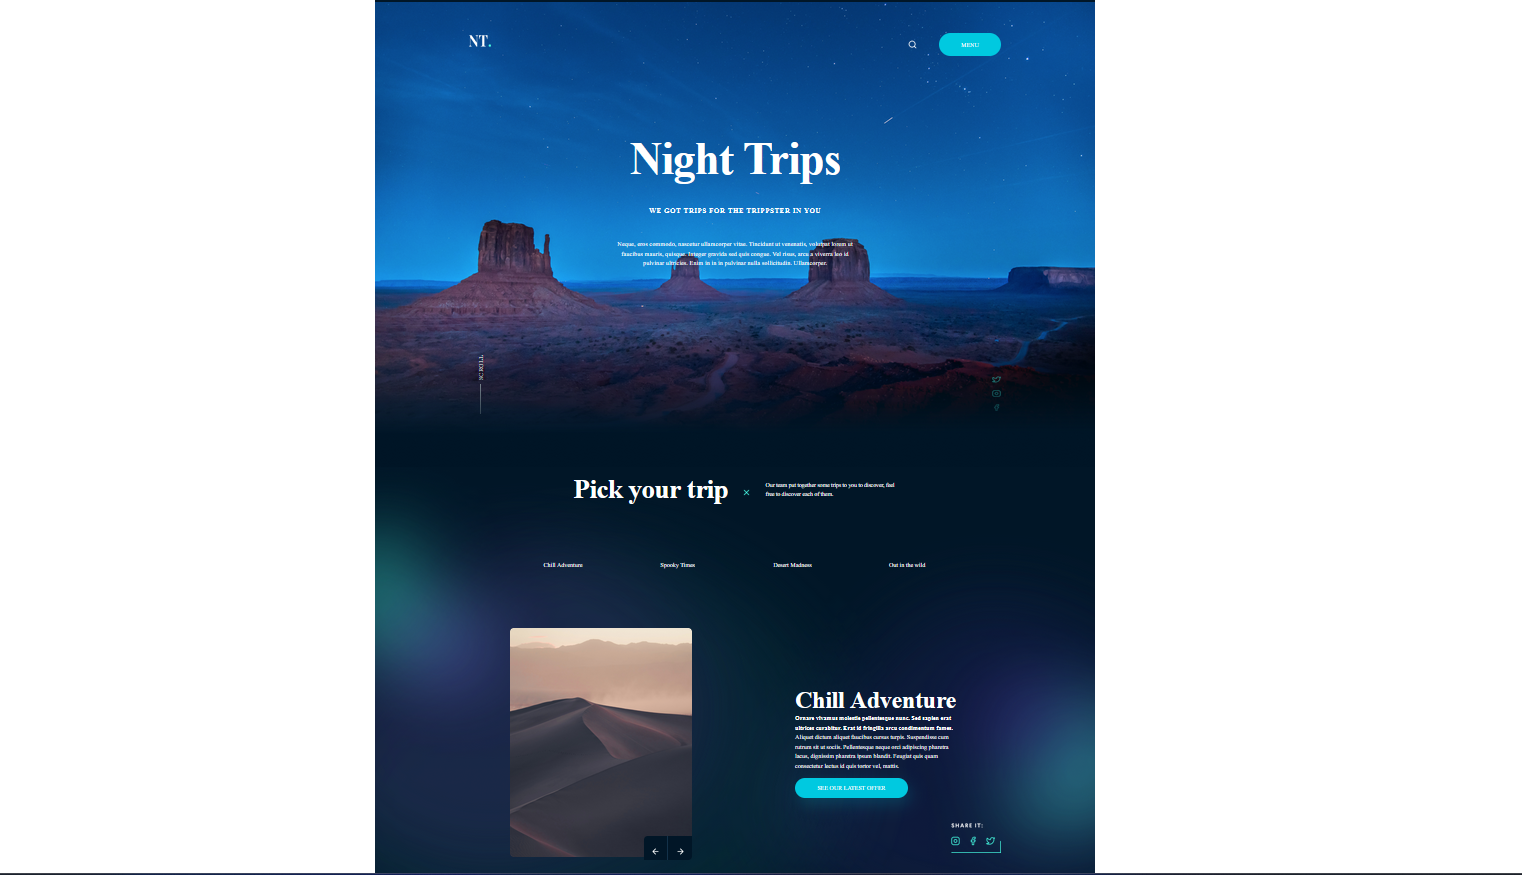 NT.
MENU
Night Trips
WE GOT TRIPS FOR THE TRIPPSTER IN YOU
Neque, eros commodo, nascetur ullamcorper vitae. Tincidunt ut venenatis, volutpat lorem ut
faucibus mauris, quisque. Integer gravida sed quis congue. Vel risus, arcu a viverra leo id
pulvinar ultricies. Enim in in in pulvinar nulla sollicitudin. Ullamcorper.
Pick your trip
Our team put together some trips to you to discover, feel
free to discover each of them.
Chill Adventure
Spooky Times
Desert Madness
Out in the wild
Chill Adventure
Ornare vivamus molestie pellentesque nunc. Sed sapien erat
ultrices curabitur. Erat id fringilla arcu condimentum fames.
Aliquet dictum aliquet faucibus cursus turpis. Suspendisse cum
rutrum sit ut sociis. Pellentesque neque orci adipiscing pharetra
lacus, dignissim pharetra ipsum blandit. Feugiat quis quam
consectetur lectus id quis tortor vel, mattis.
SEE OUR LATEST OFFER
SHARE IT: